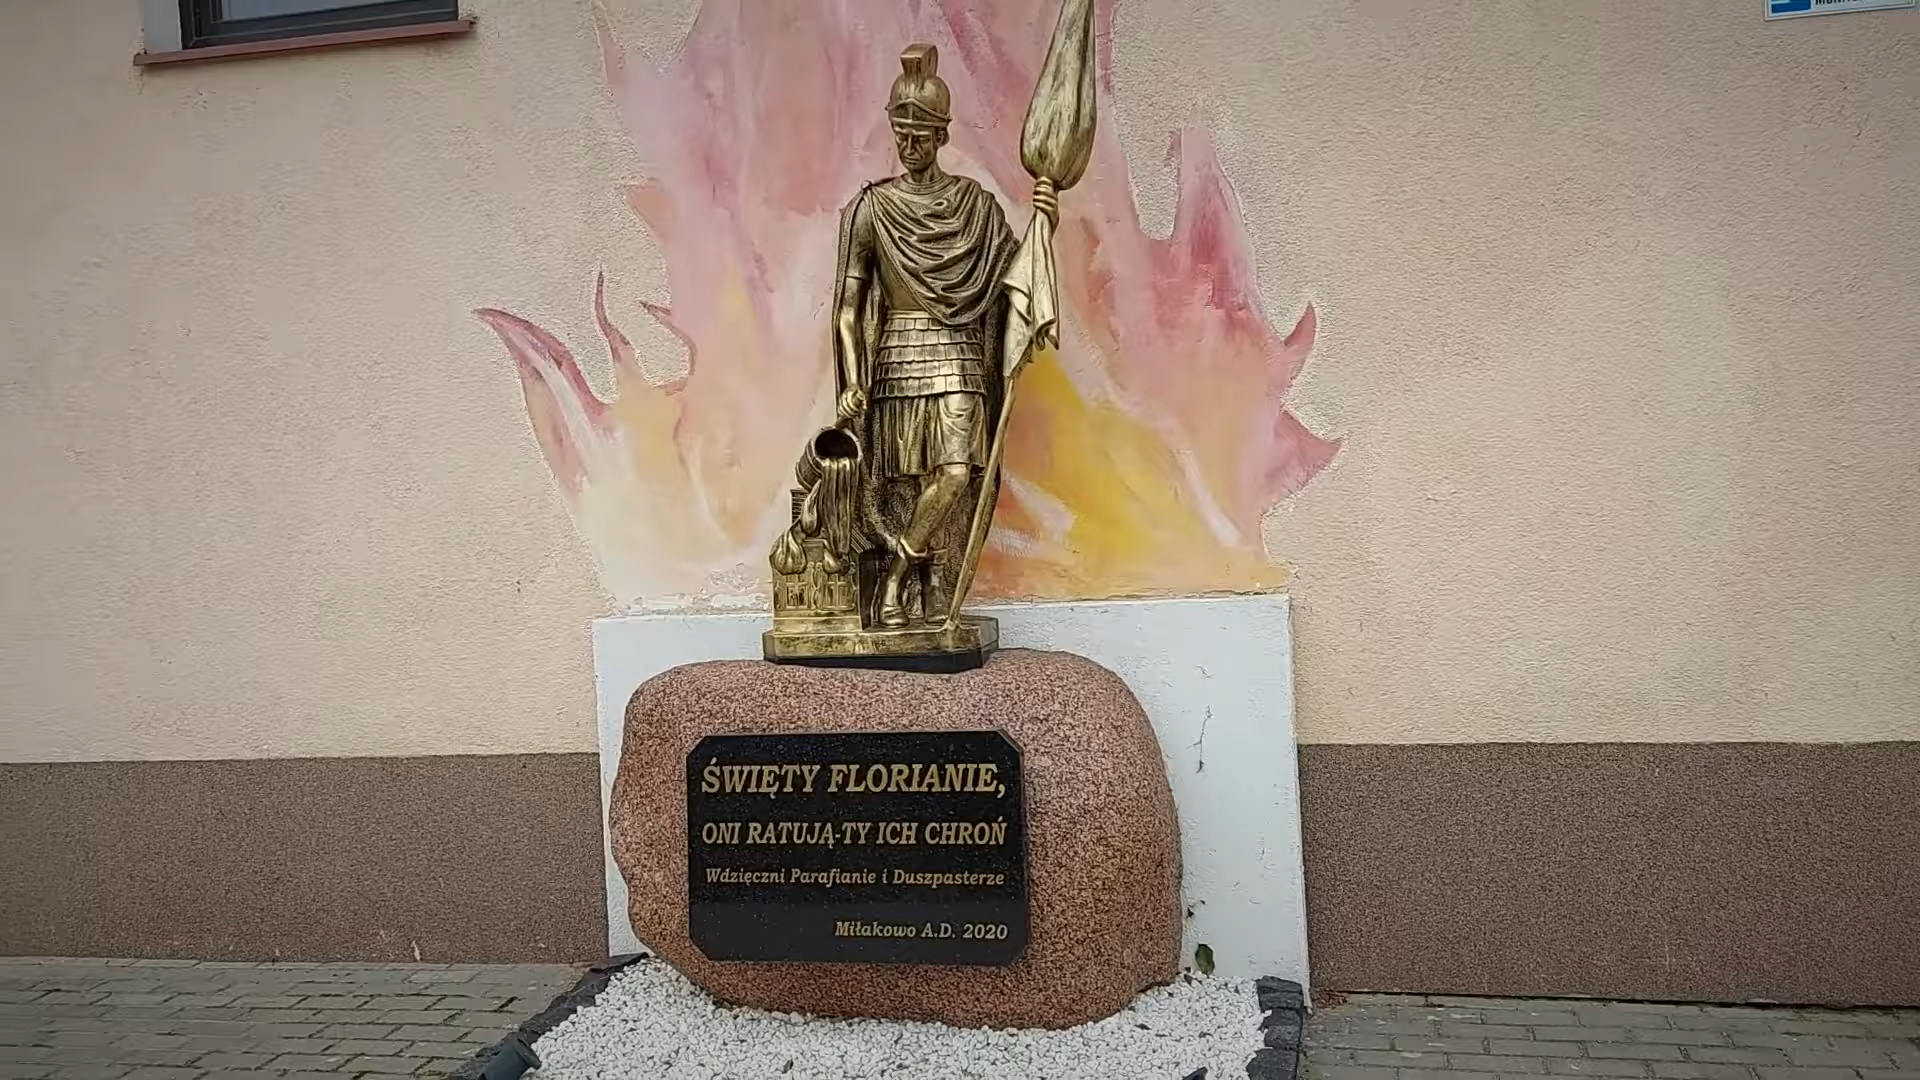 ŚWIĘTY FLORIANIE,
ONI RATUJĄ-TY ICH CHROŃ
Wdzięczni Parafianie i Duszpasterze
Miłakowo A.D. 2020